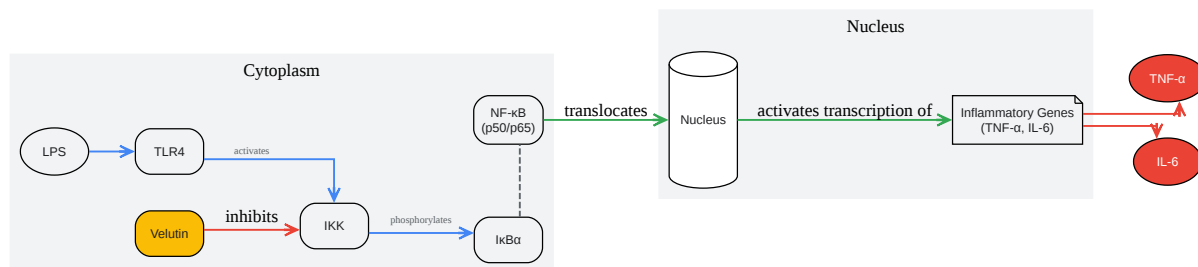 Cytoplasm
LPS
TLR4
activates
Velutin
inhibits
IKK
phosphorylates
IκBα
NF-κB
(p50/p65)
translocates
Nucleus
Nucleus
activates transcription of
Inflammatory Genes
(TNF-α, IL-6)
TNF-α
IL-6